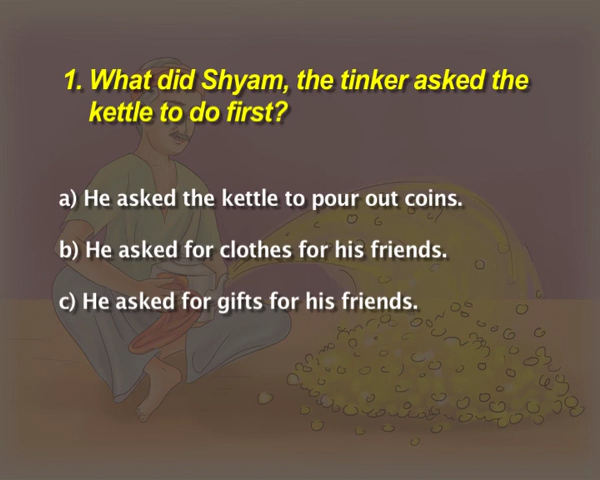 1. What did Shyam, the tinker asked the
kettle to do first?
a) He asked the kettle to pour out coins.
b) He asked for clothes for his friends.
c) He asked for gifts for his friends.